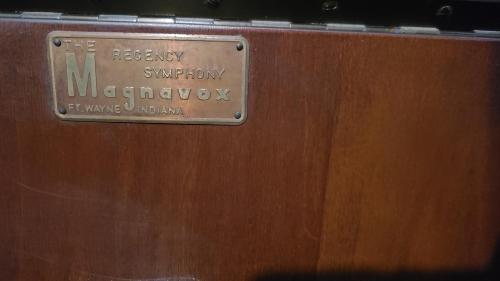 THE
REGENCY
SYMPHONY
Magnavox
FT. WAYNE INDIANA